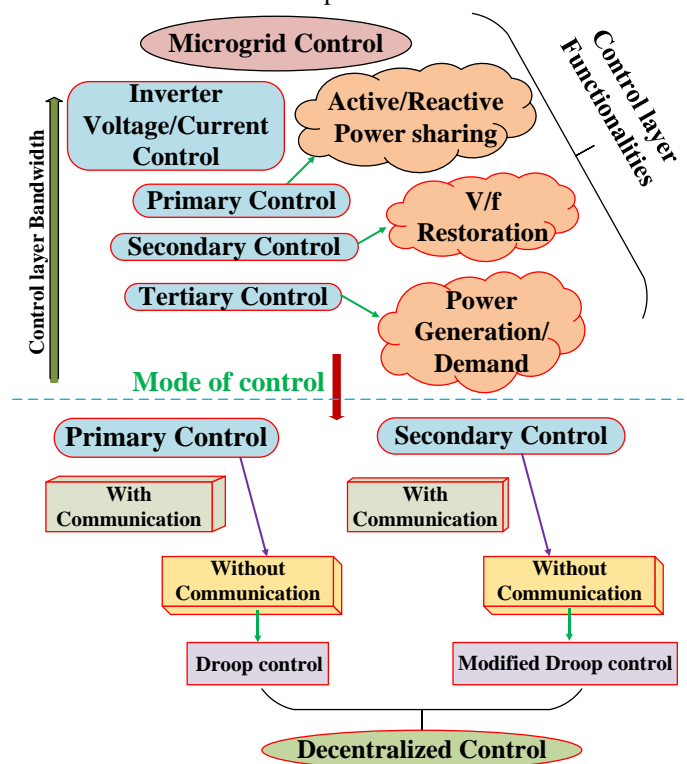 Microgrid Control
Control layer
Functionalities
Control layer Bandwidth
Inverter
Voltage/Current
Control
Active/Reactive
Power sharing
Primary Control
V/f
Restoration
Secondary Control
Tertiary Control
Power
Generation/
Demand
Mode of control
Primary Control
Secondary Control
With
Communication
With
Communication
Without
Communication
Without
Communication
Droop control
Modified Droop control
Decentralized Control